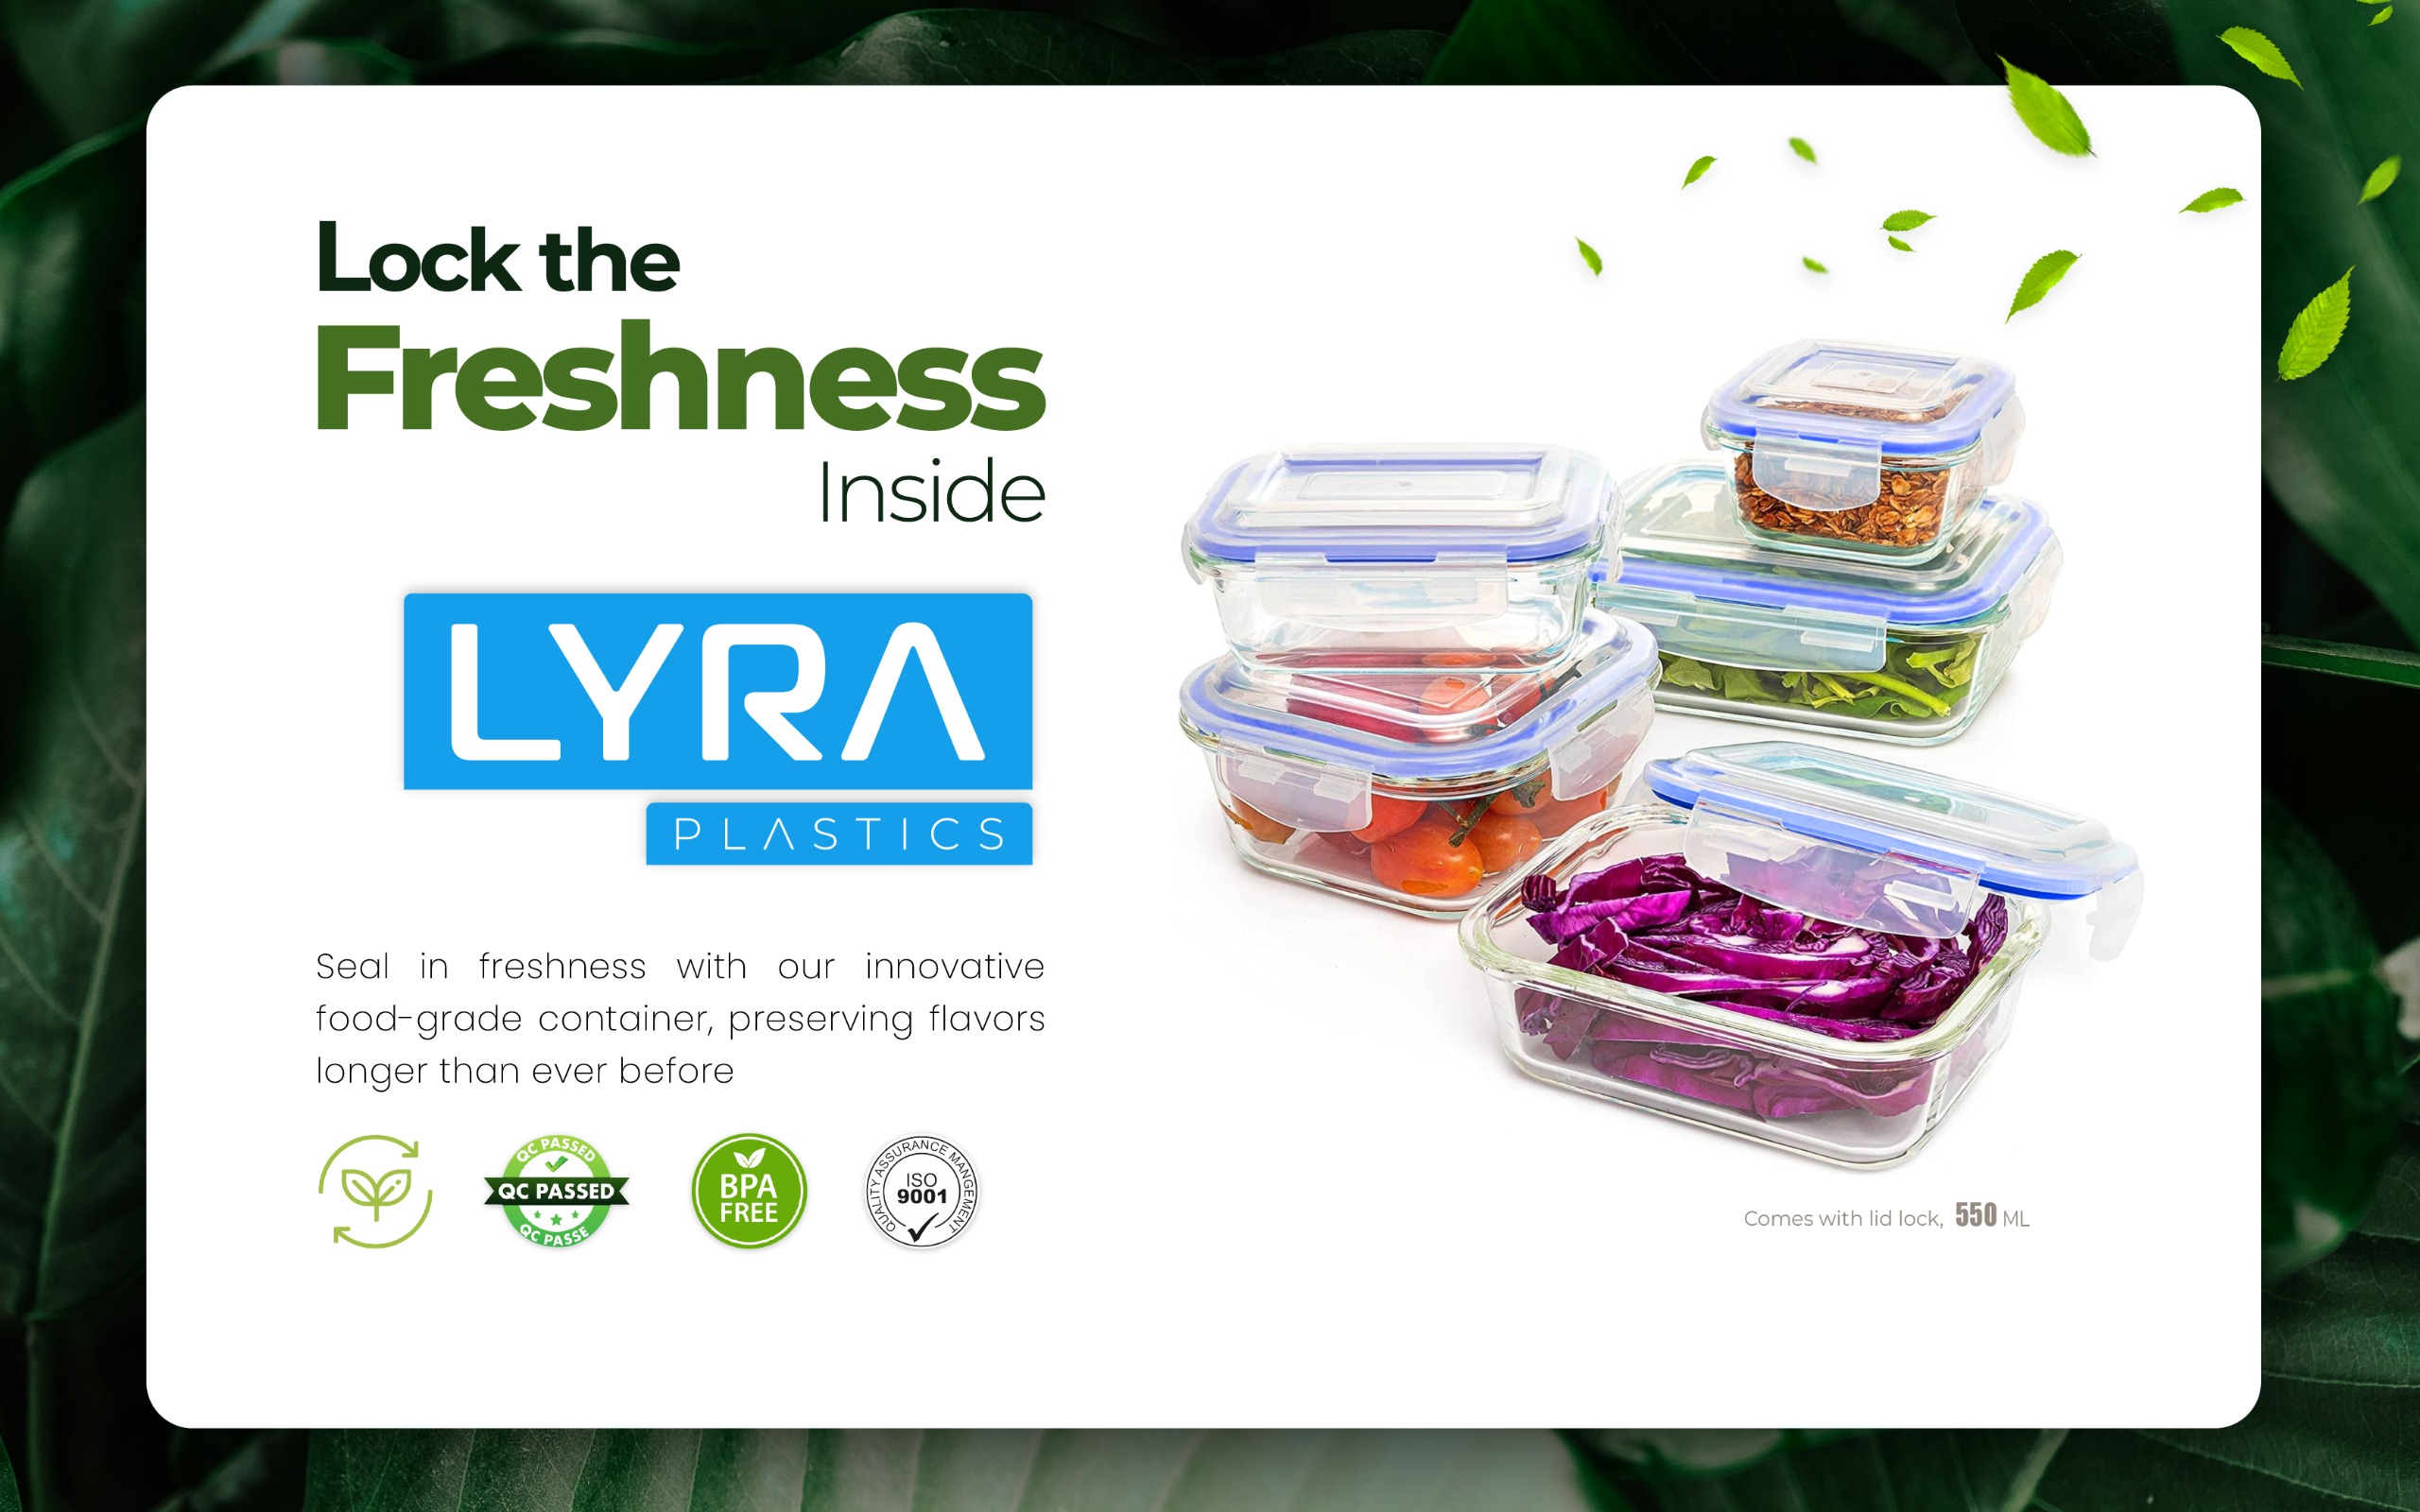 Lock the
Freshness
Inside
LYRA
PLASTICS
Seal in freshness with our innovative
food-grade container, preserving flavors
longer than ever before
QC PASSED
QC PASSED
QC PASSE
BPA
FREE
QUALITY ASSURANCE MANGEMENT
ISO
9001
Comes with lid lock, 550 ML